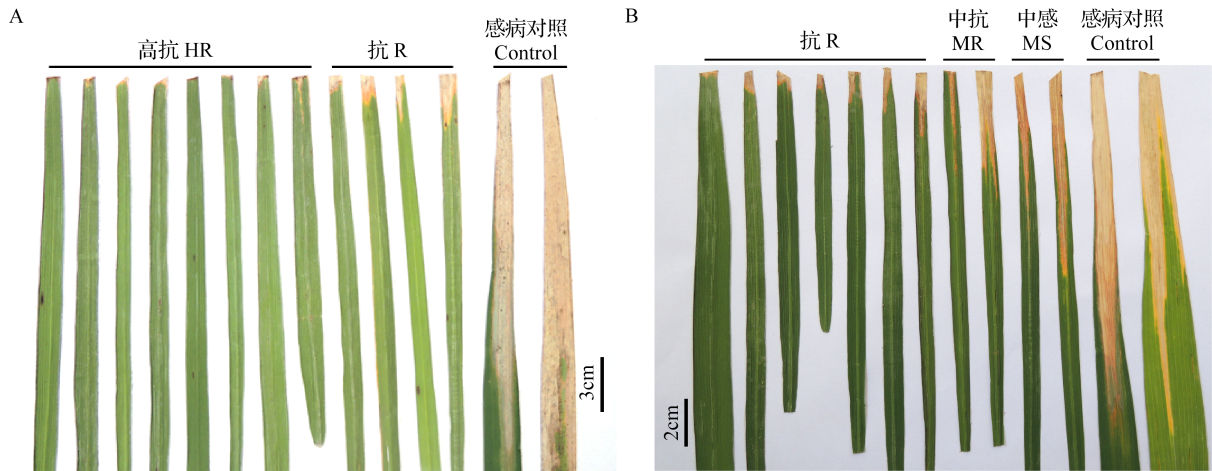 A
高抗 HR
抗 R
感病对照
Control
3cm
B
抗 R
中抗
MR
中感
MS
感病对照
Control
2cm